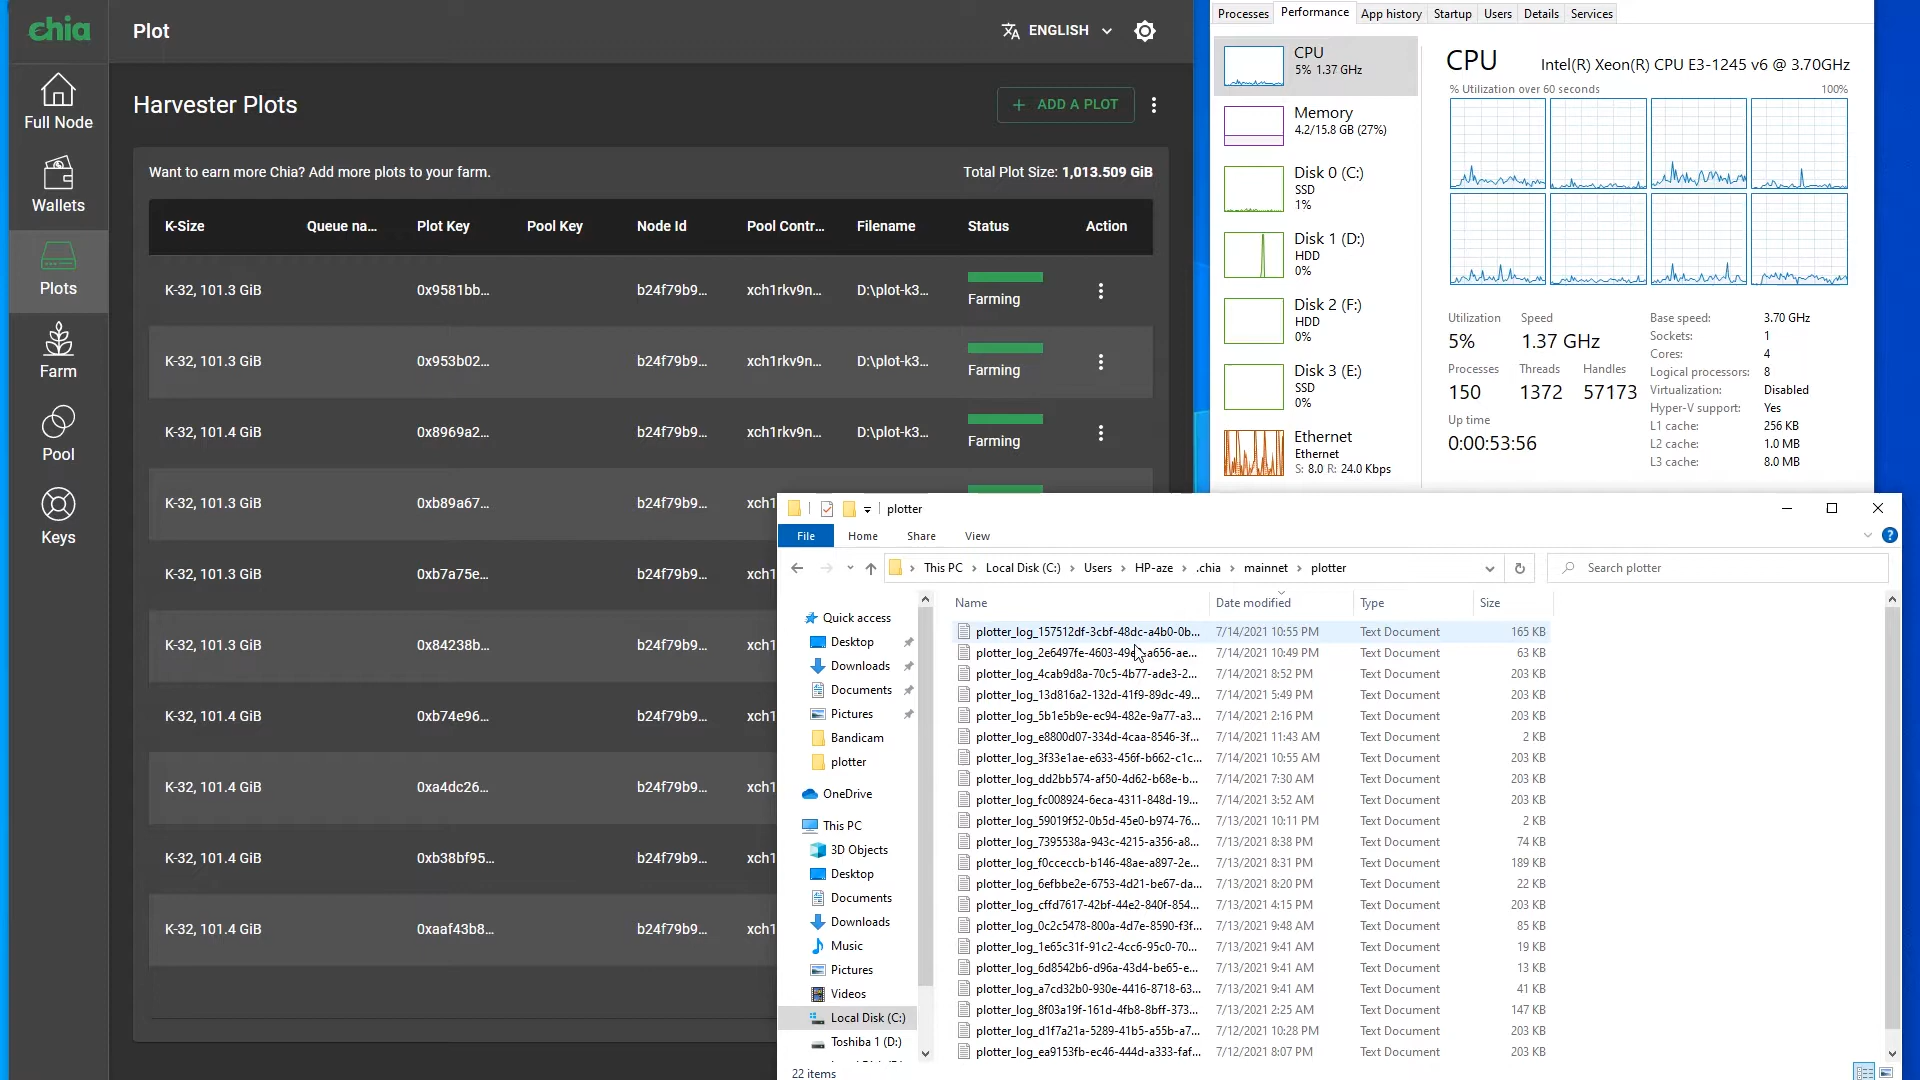 chia
Plot
ENGLISH
Full Node
Wallets
Plots
Farm
Pool
Keys
Harvester Plots
ADD A PLOT
Want to earn more Chia? Add more plots to your farm.
Total Plot Size: 1,013.509 GiB
K-Size Queue na... Plot Key Pool Key Node Id Pool Contr... Filename Status Action
K-32, 101.3 GiB 0x9581bb... b24f79b9... xch1rkv9n... D:\plot-k3... Farming
K-32, 101.3 GiB 0x953b02... b24f79b9... xch1rkv9n... D:\plot-k3... Farming
K-32, 101.4 GiB 0x8969a2... b24f79b9... xch1rkv9n... D:\plot-k3... Farming
K-32, 101.3 GiB 0xb89a67... b24f79b9... xch1
K-32, 101.3 GiB 0xb7a75e... b24f79b9... xch1
K-32, 101.3 GiB 0x84238b... b24f79b9... xch1
K-32, 101.4 GiB 0xb74e96... b24f79b9... xch1
K-32, 101.4 GiB 0xa4dc26... b24f79b9... xch1
K-32, 101.4 GiB 0xb38bf95... b24f79b9... xch1
K-32, 101.4 GiB 0xaaf43b8... b24f79b9... xch1
Processes Performance App history Startup Users Details Services
CPU
5% 1.37 GHz
Memory
4.2/15.8 GB (27%)
Disk 0 (C:)
SSD
1%
Disk 1 (D:)
HDD
0%
Disk 2 (F:)
HDD
0%
Disk 3 (E:)
SSD
0%
Ethernet
Ethernet
S: 8.0 R: 24.0 Kbps
CPU Intel(R) Xeon(R) CPU E3-1245 v6 @ 3.70GHz
% Utilization over 60 seconds 100%
Utilization Speed
5% 1.37 GHz
Processes Threads Handles
150 1372 57173
Up time
0:00:53:56
Base speed: 3.70 GHz
Sockets: 1
Cores: 4
Logical processors: 8
Virtualization: Disabled
Hyper-V support: Yes
L1 cache: 256 KB
L2 cache: 1.0 MB
L3 cache: 8.0 MB
plotter
File Home Share View
This PC Local Disk (C:) Users HP-aze .chia mainnet plotter
Search plotter
Quick access
Desktop
Downloads
Documents
Pictures
Bandicam
plotter
OneDrive
This PC
3D Objects
Desktop
Documents
Downloads
Music
Pictures
Videos
Local Disk (C:)
Toshiba 1 (D:)
Name Date modified Type Size
plotter_log_157512df-3cbf-48dc-a4b0-0b... 7/14/2021 10:55 PM Text Document 165 KB
plotter_log_2e6497fe-4603-49 a656-ae... 7/14/2021 10:49 PM Text Document 63 KB
plotter_log_4cab9d8a-70c5-4b77-ade3-2... 7/14/2021 8:52 PM Text Document 203 KB
plotter_log_13d816a2-132d-41f9-89dc-49... 7/14/2021 5:49 PM Text Document 203 KB
plotter_log_5b1e5b9e-ec94-482e-9a77-a3... 7/14/2021 2:16 PM Text Document 203 KB
plotter_log_e8800d07-334d-4caa-8546-3f... 7/14/2021 11:43 AM Text Document 2 KB
plotter_log_3f33e1ae-e633-456f-b662-c1c... 7/14/2021 10:55 AM Text Document 203 KB
plotter_log_dd2bb574-af50-4d62-b68e-b... 7/14/2021 7:30 AM Text Document 203 KB
plotter_log_fc008924-6eca-4311-848d-19... 7/14/2021 3:52 AM Text Document 203 KB
plotter_log_59019f52-0b5d-45e0-b974-76... 7/13/2021 10:11 PM Text Document 2 KB
plotter_log_7395538a-943c-4215-a356-a8... 7/13/2021 8:38 PM Text Document 74 KB
plotter_log_f0cceccb-b146-48ae-a897-2e... 7/13/2021 8:31 PM Text Document 189 KB
plotter_log_6efbbe2e-6753-4d21-be67-da... 7/13/2021 8:20 PM Text Document 22 KB
plotter_log_cffd7617-42bf-44e2-840f-854... 7/13/2021 4:15 PM Text Document 203 KB
plotter_log_0c2c5478-800a-4d7e-8590-f3f... 7/13/2021 9:48 AM Text Document 85 KB
plotter_log_1e65c31f-91c2-4cc6-95c0-70... 7/13/2021 9:41 AM Text Document 19 KB
plotter_log_6d8542b6-d96a-43d4-be65-e... 7/13/2021 9:41 AM Text Document 13 KB
plotter_log_a7cd32b0-930e-4416-8718-63... 7/13/2021 9:41 AM Text Document 41 KB
plotter_log_8f03a19f-161d-4fb8-8bff-373... 7/13/2021 2:25 AM Text Document 147 KB
plotter_log_d1f7a21a-5289-41b5-a55b-a7... 7/12/2021 10:28 PM Text Document 203 KB
plotter_log_ea9153fb-ec46-444d-a333-faf... 7/12/2021 8:07 PM Text Document 203 KB
22 items